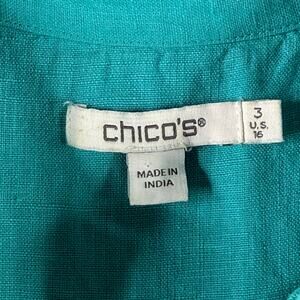 chico's®
3
U.S.
16
MADE IN
INDIA